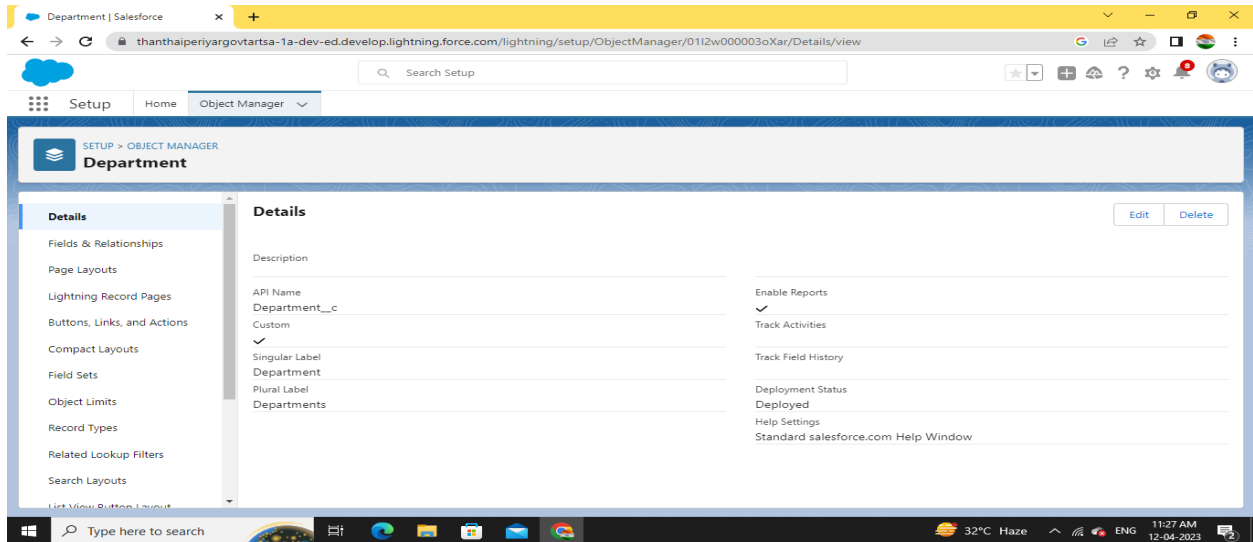 Department | Salesforce
thanthaiperiyargovtartsa-1a-dev-ed.develop.lightning.force.com/lightning/setup/ObjectManager/01I2w000003oXar/Details/view
Search Setup
8
Setup Home Object Manager
SETUP > OBJECT MANAGER
Department
Details
Fields & Relationships
Page Layouts
Lightning Record Pages
Buttons, Links, and Actions
Compact Layouts
Field Sets
Object Limits
Record Types
Related Lookup Filters
Search Layouts
List View Button Layout
Details
Edit Delete
Description
API Name
Department__c
Custom
Singular Label
Department
Plural Label
Departments
Enable Reports
Track Activities
Track Field History
Deployment Status
Deployed
Help Settings
Standard salesforce.com Help Window
Type here to search
32°C Haze
ENG
11:27 AM
12-04-2023
2